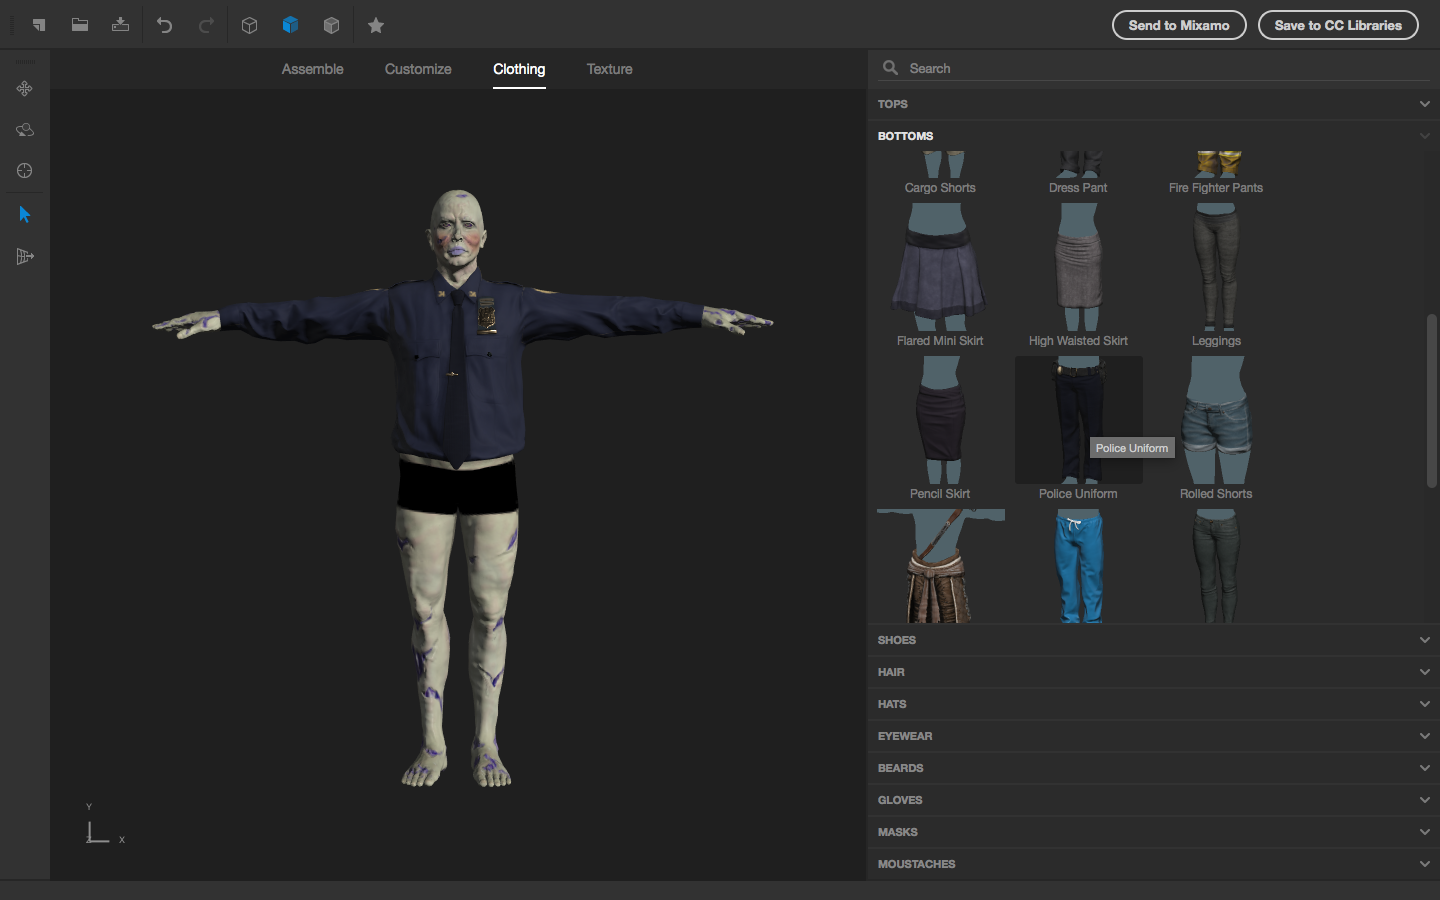 Send to Mixamo
Save to CC Libraries
Assemble
Customize
Clothing
Texture
Search
TOPS
BOTTOMS
Cargo Shorts
Dress Pant
Fire Fighter Pants
Flared Mini Skirt
High Waisted Skirt
Leggings
Police Uniform
Pencil Skirt
Police Uniform
Rolled Shorts
SHOES
HAIR
HATS
EYEWEAR
BEARDS
GLOVES
MASKS
MOUSTACHES
Y
Z
X